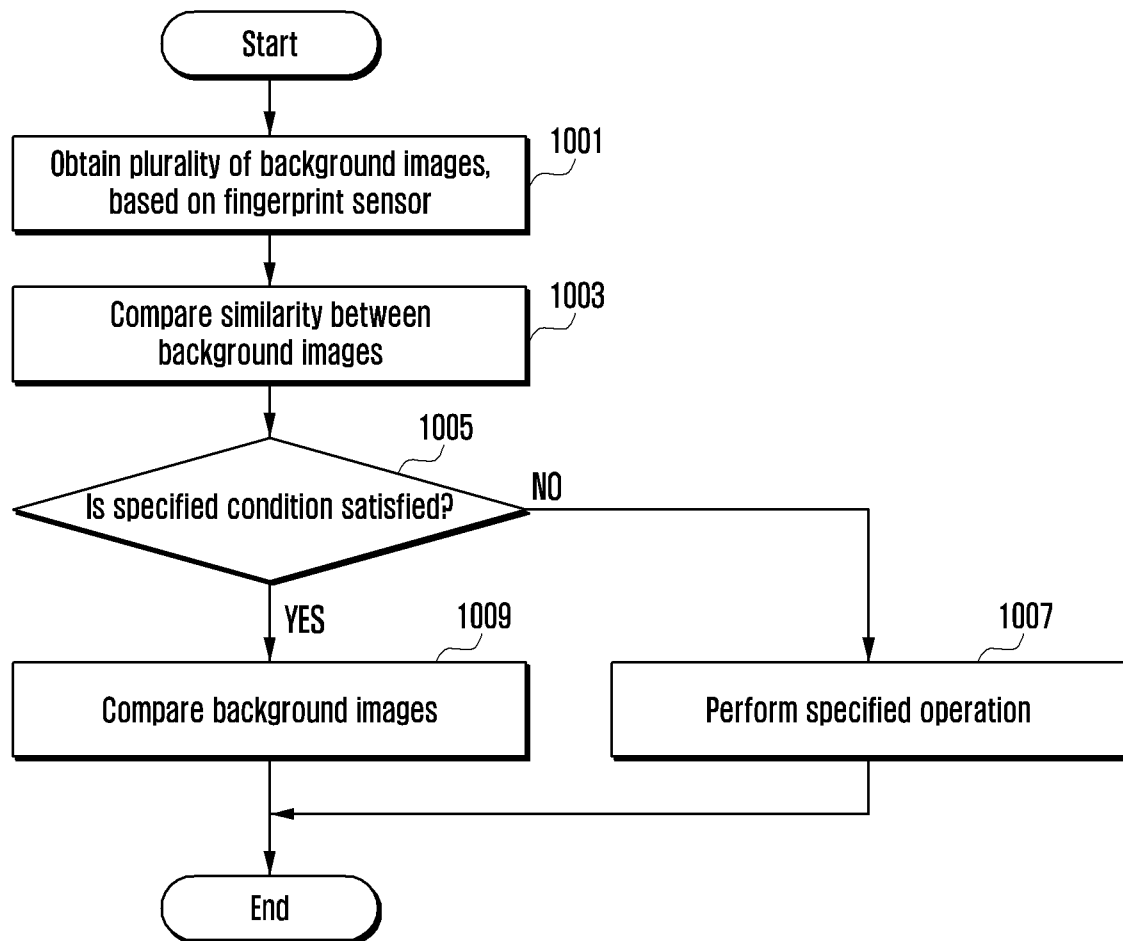 Start
1001
Obtain plurality of background images,
based on fingerprint sensor
1003
Compare similarity between
background images
1005
Is specified condition satisfied?
NO
YES
1009
Compare background images
1007
Perform specified operation
End